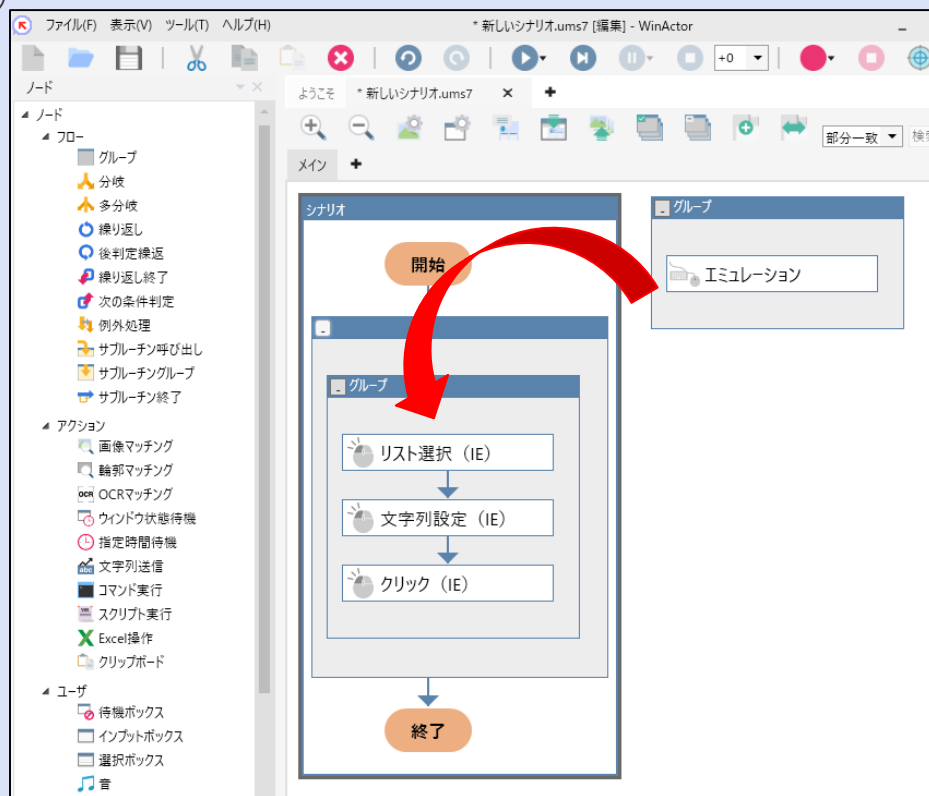 ファイル(F) 表示(V) ツール(T) ヘルプ(H)
* 新しいシナリオ.ums7 [編集] - WinActor
+0
ノード
ようこそ * 新しいシナリオ.ums7
部分一致
メイン
ノード
フロー
グループ
分岐
多分岐
繰り返し
後判定繰返
繰り返し終了
次の条件判定
例外処理
サブルーチン呼び出し
サブルーチングループ
サブルーチン終了
アクション
画像マッチング
輪郭マッチング
OCR OCRマッチング
ウィンドウ状態待機
指定時間待機
abc 文字列送信
コマンド実行
スクリプト実行
Excel操作
クリップボード
ユーザ
待機ボックス
インプットボックス
選択ボックス
音
シナリオ
開始
グループ
リスト選択（IE）
文字列設定（IE）
クリック（IE）
終了
グループ
エミュレーション